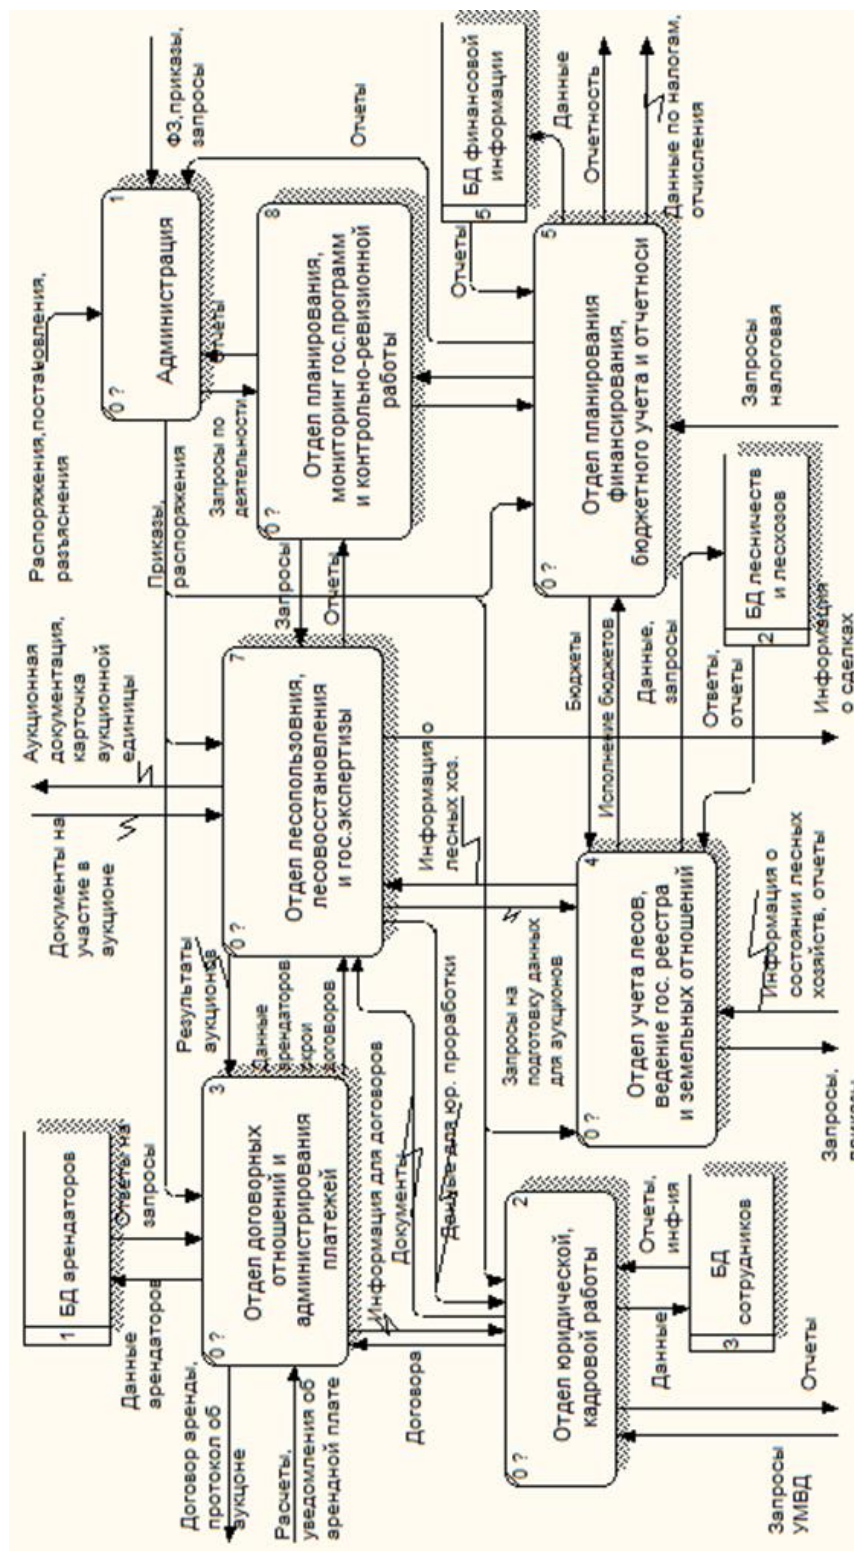 1 БД арендаторов
Данные
арендаторов
Ответы на
запросы
Договор аренды,
протокол об
аукцоне
Расчеты,
уведомления об
арендной плате
0 ?
3
Отдел договорных
отношений и
администрирования
платежей
Результаты
аукционов
Данные
арендаторов
договоров
Документы на
участие в
аукционе
Аукционная
документация,
карточка
аукционной
единицы
0 ?
7
Отдел лесопользовния,
лесовосстановления
и гос.экспертизы
Распоряжения,постановления,
разъяснения
Приказы,
распоряжения
0 ?
1
Администрация
ФЗ,приказы,
запросы
Отчеты
Запросы по
деятельности
Отчеты
Запросы
Отчеты
0 ?
8
Отдел планирования,
мониторинг гос.программ
и контрольно-ревизионной
работы
5
БД финансовой
информации
Отчеты
Данные
Отчетность
Данные по налогам,
отчисления
0 ?
5
Отдел планирования
финансирования,
бюджетного учета и отчетноси
Запросы
налоговая
Бюджеты
Исполнение бюджетов
Данные,
запросы
Ответы,
отчеты
2
БД лесничеств
и лесхозов
Информация
о сделках
Информация о
лесных хоз.
Запросы на
подготовку данных
для аукционов
0 ?
4
Отдел учета лесов,
ведение гос. реестра
и земельных отношений
Информация о
состоянии лесных
хозяйств, отчеты
Запросы,
Информация для договоров
Документы
Данные для юр. проработки
Договора
0 ?
2
Отдел юридической,
кадровой работы
Отчеты,
инф-ия
Данные
3
БД
сотрудников
Отчеты
Запросы
УМВД